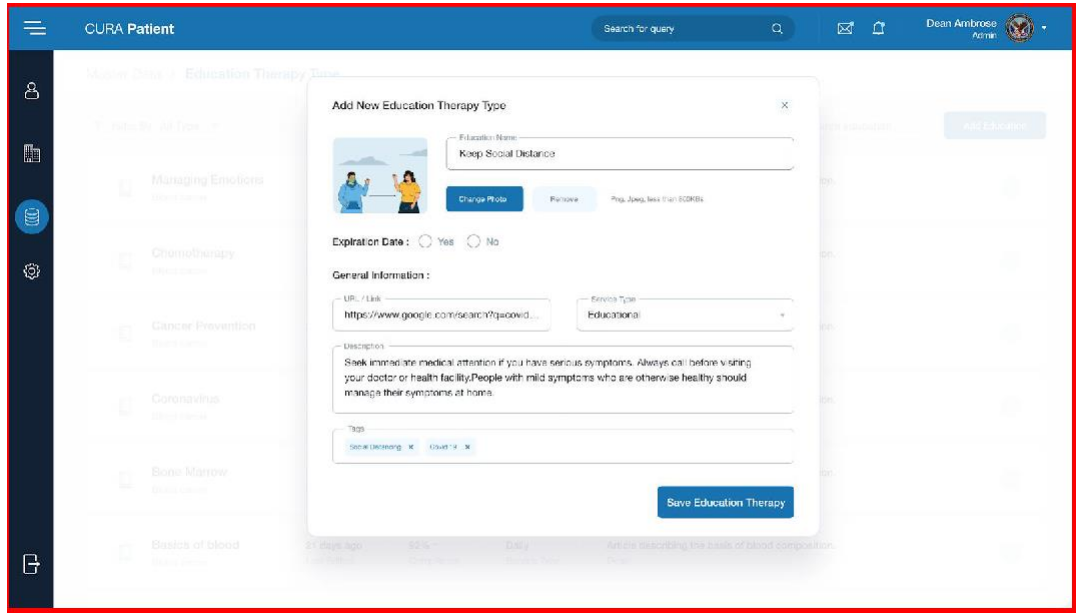 CURA Patient
Search for query
Dean Ambrose
Admin
Education Therapy Type
Add New Education Therapy Type
Education Name
Keep Social Distance
Change Photo
Remove
Png, Jpeg, less than 500KBs
Add Education
Expiration Date : Yes No
General Information :
URL / Link
https://www.google.com/search?q=covid...
Service Type
Educational
Description
Seek immediate medical attention if you have serious symptoms. Always call before visiting
your doctor or health facility.People with mild symptoms who are otherwise healthy should
manage their symptoms at home.
Tags
Social Distancing
Covid 19
Save Education Therapy
Managing Emotions
Chemotherapy
Cancer Prevention
Coronavirus
Bone Marrow
Basics of blood
21 days ago
52%
Daily
Article describing the basis of blood composition.